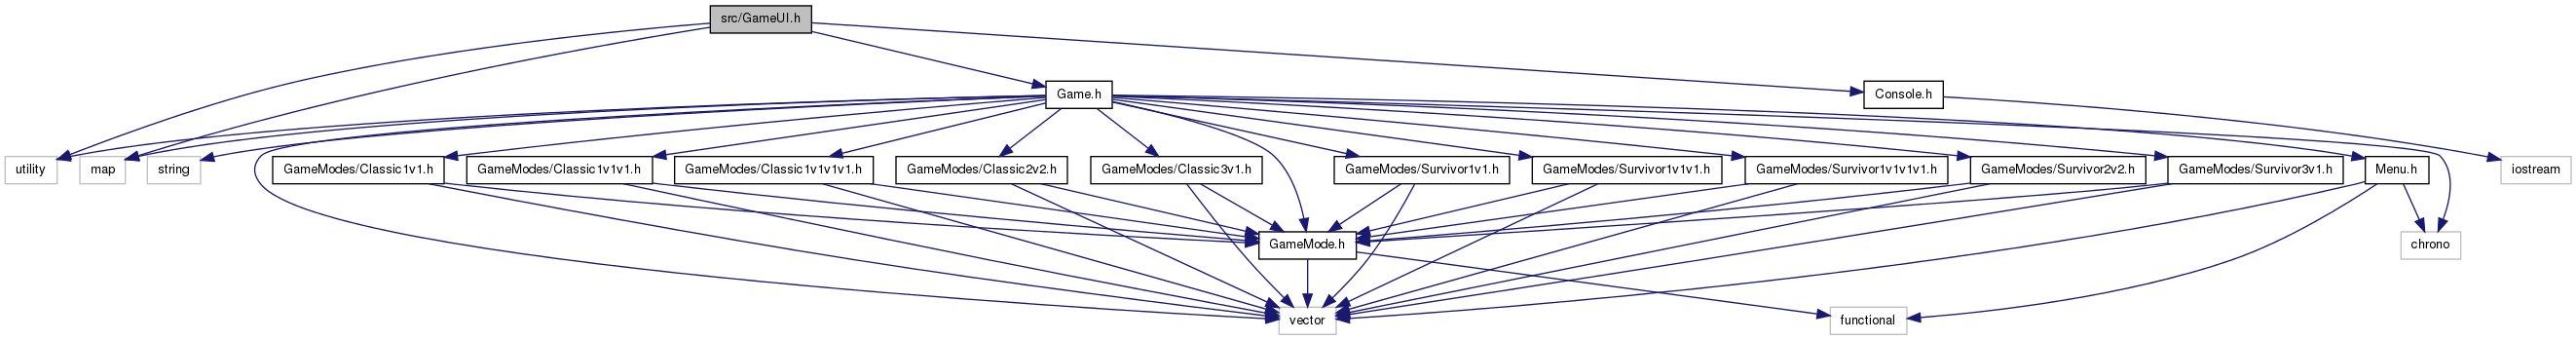 src/GameUI.h
Game.h
Console.h
utility
map
string
GameModes/Classic1v1.h
GameModes/Classic1v1v1.h
GameModes/Classic1v1v1v1.h
GameModes/Classic2v2.h
GameModes/Classic3v1.h
GameModes/Survivor1v1.h
GameModes/Survivor1v1v1.h
GameModes/Survivor1v1v1v1.h
GameModes/Survivor2v2.h
GameModes/Survivor3v1.h
Menu.h
iostream
GameMode.h
chrono
vector
functional